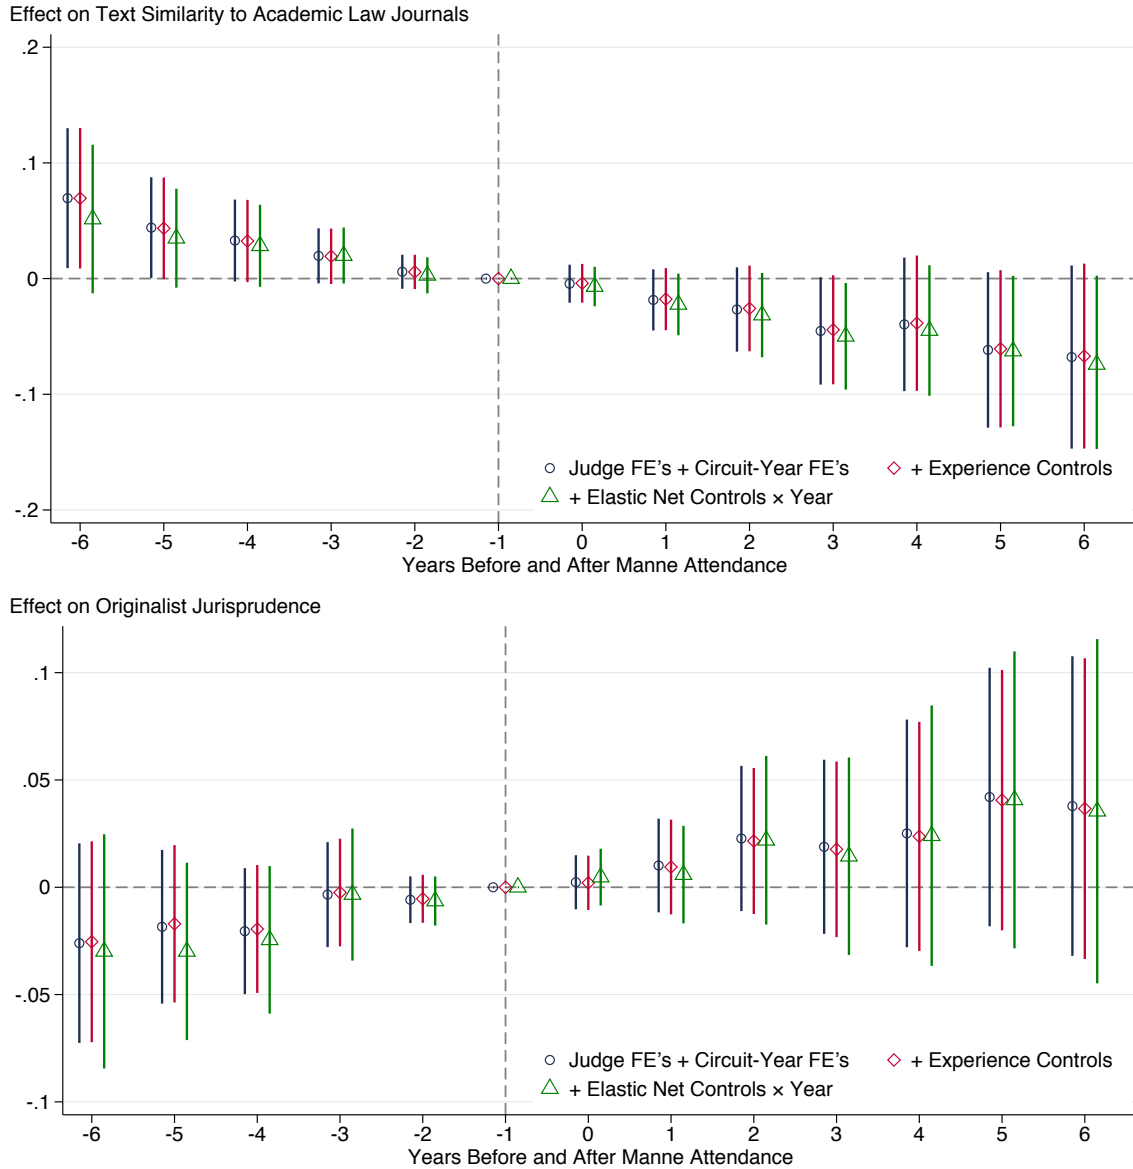 Effect on Text Similarity to Academic Law Journals
.2
.1
0
-.1
-.2
Judge FE's + Circuit-Year FE's
+ Experience Controls
+ Elastic Net Controls × Year
-6 -5 -4 -3 -2 -1 0 1 2 3 4 5 6
Years Before and After Manne Attendance
Effect on Originalist Jurisprudence
.1
.05
0
-.05
-.1
Judge FE's + Circuit-Year FE's
+ Experience Controls
+ Elastic Net Controls × Year
-6 -5 -4 -3 -2 -1 0 1 2 3 4 5 6
Years Before and After Manne Attendance